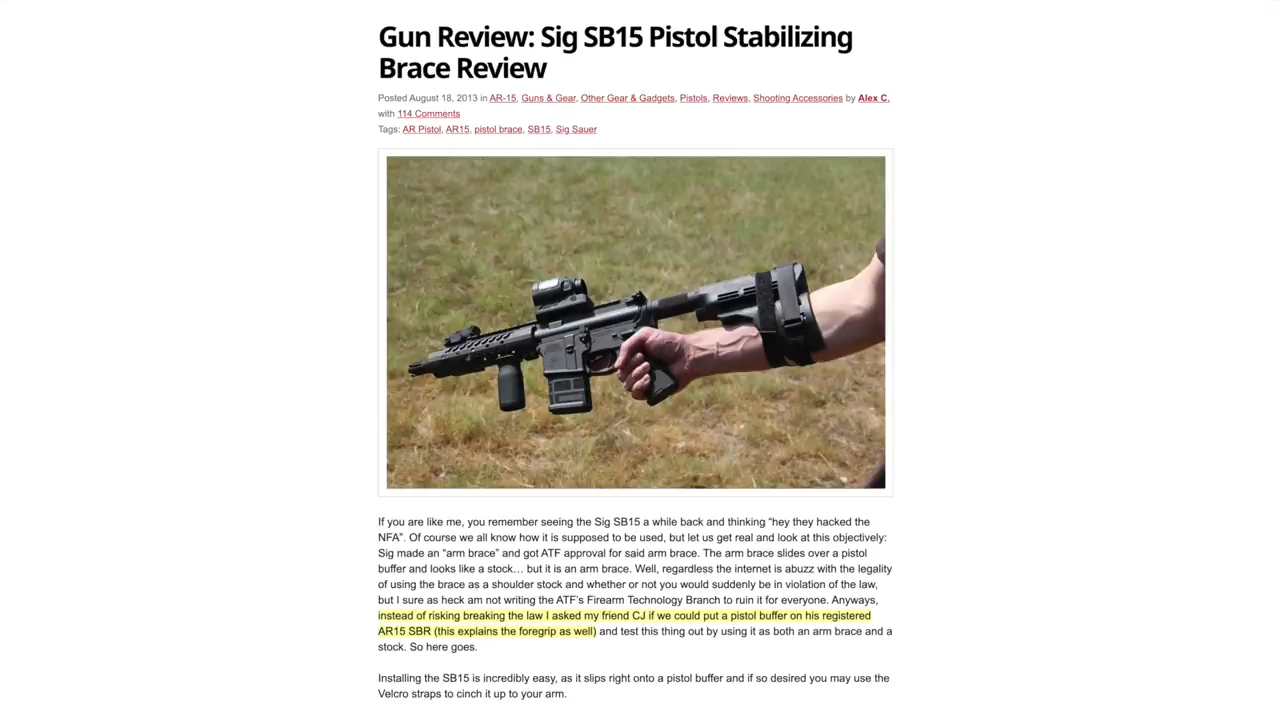 Gun Review: Sig SB15 Pistol Stabilizing
Brace Review
Posted August 18, 2013 in AR-15, Guns & Gear, Other Gear & Gadgets, Pistols, Reviews, Shooting Accessories by Alex C.
with 114 Comments
Tags: AR Pistol, AR15, pistol brace, SB15, Sig Sauer
If you are like me, you remember seeing the Sig SB15 a while back and thinking “hey they hacked the
NFA”. Of course we all know how it is supposed to be used, but let us get real and look at this objectively:
Sig made an “arm brace” and got ATF approval for said arm brace. The arm brace slides over a pistol
buffer and looks like a stock… but it is an arm brace. Well, regardless the internet is abuzz with the legality
of using the brace as a shoulder stock and whether or not you would suddenly be in violation of the law,
but I sure as heck am not writing the ATF’s Firearm Technology Branch to ruin it for everyone. Anyways,
instead of risking breaking the law I asked my friend CJ if we could put a pistol buffer on his registered
AR15 SBR (this explains the foregrip as well) and test this thing out by using it as both an arm brace and a
stock. So here goes.
Installing the SB15 is incredibly easy, as it slips right onto a pistol buffer and if so desired you may use the
Velcro straps to cinch it up to your arm.